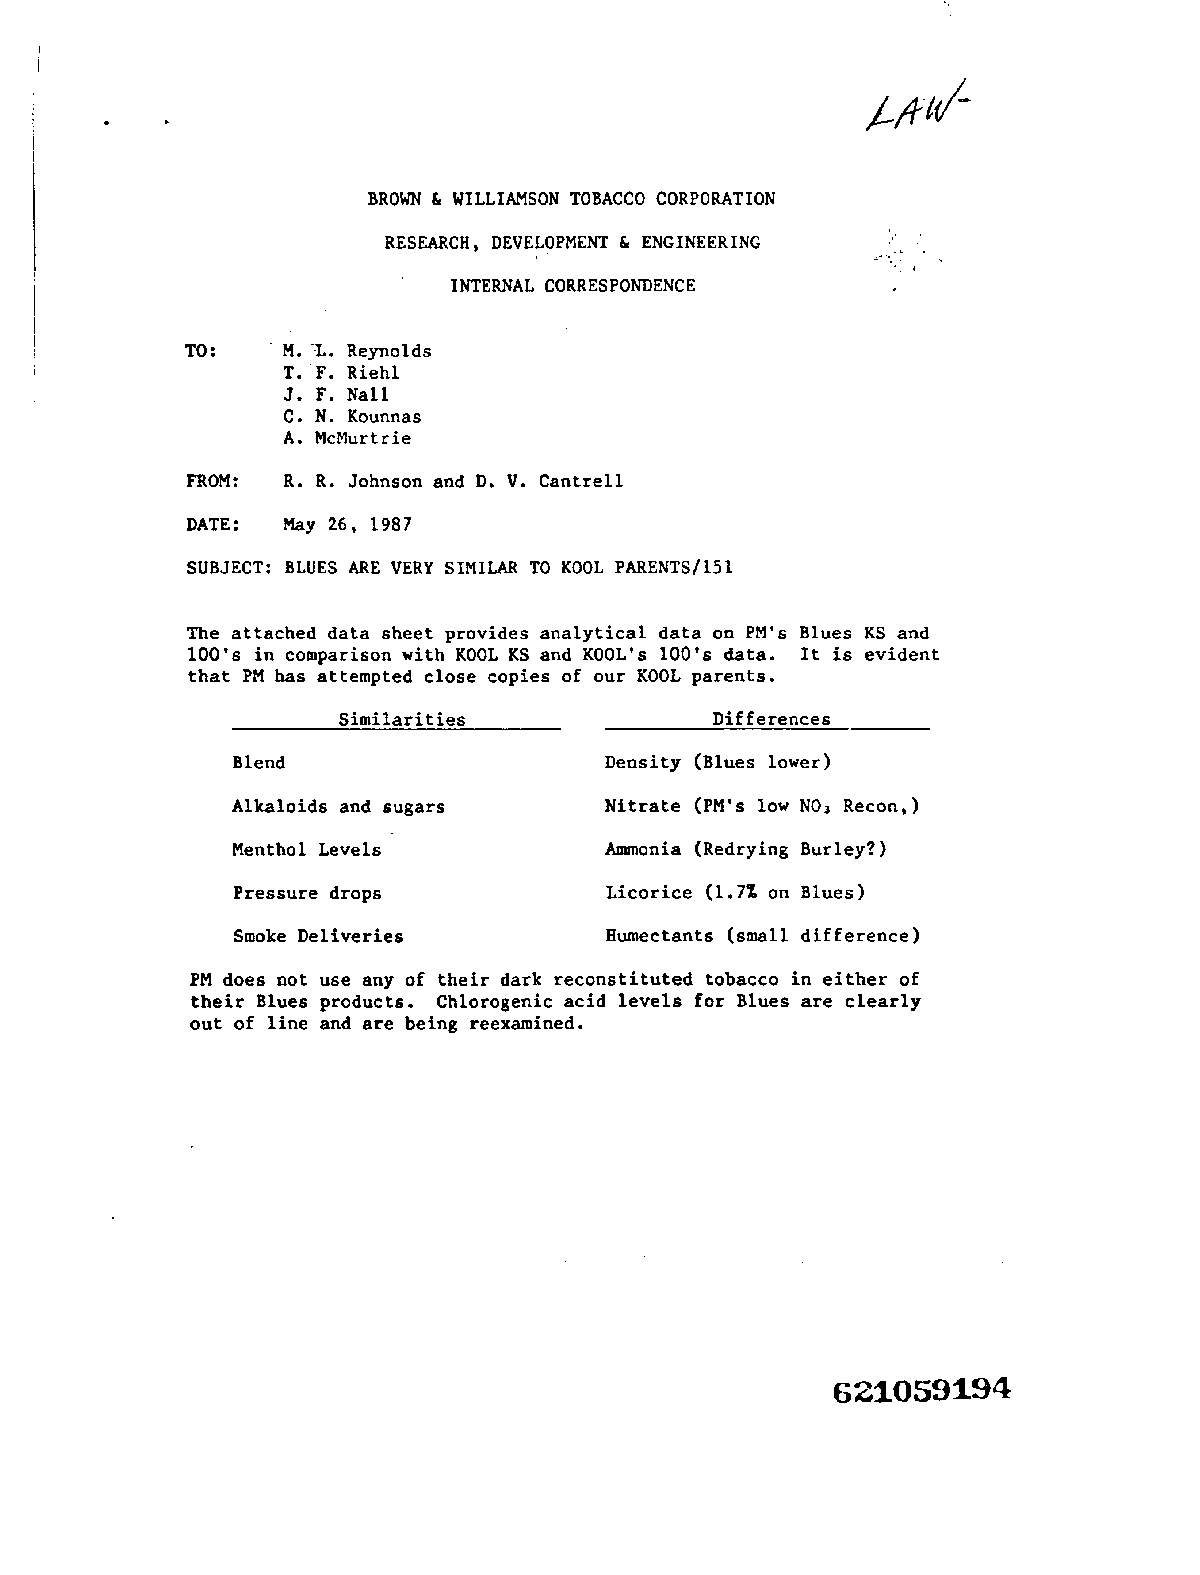 LAW-
BROWN & WILLIAMSON TOBACCO CORPORATION
RESEARCH, DEVELOPMENT & ENGINEERING
INTERNAL CORRESPONDENCE
TO: M. L. Reynolds
T. F. Riehl
J. F. Nall
C. N. Kounnas
A. McMurtrie
FROM: R. R. Johnson and D. V. Cantrell
DATE: May 26, 1987
SUBJECT: BLUES ARE VERY SIMILAR TO KOOL PARENTS/151
The attached data sheet provides analytical data on PM's Blues KS and
100's in comparison with KOOL KS and KOOL's 100's data. It is evident
that PM has attempted close copies of our KOOL parents.
Similarities Differences
Blend Density (Blues lower)
Alkaloids and sugars Nitrate (PM's low NO₃ Recon,)
Menthol Levels Ammonia (Redrying Burley?)
Pressure drops Licorice (1.7% on Blues)
Smoke Deliveries Humectants (small difference)
PM does not use any of their dark reconstituted tobacco in either of
their Blues products. Chlorogenic acid levels for Blues are clearly
out of line and are being reexamined.
621059194